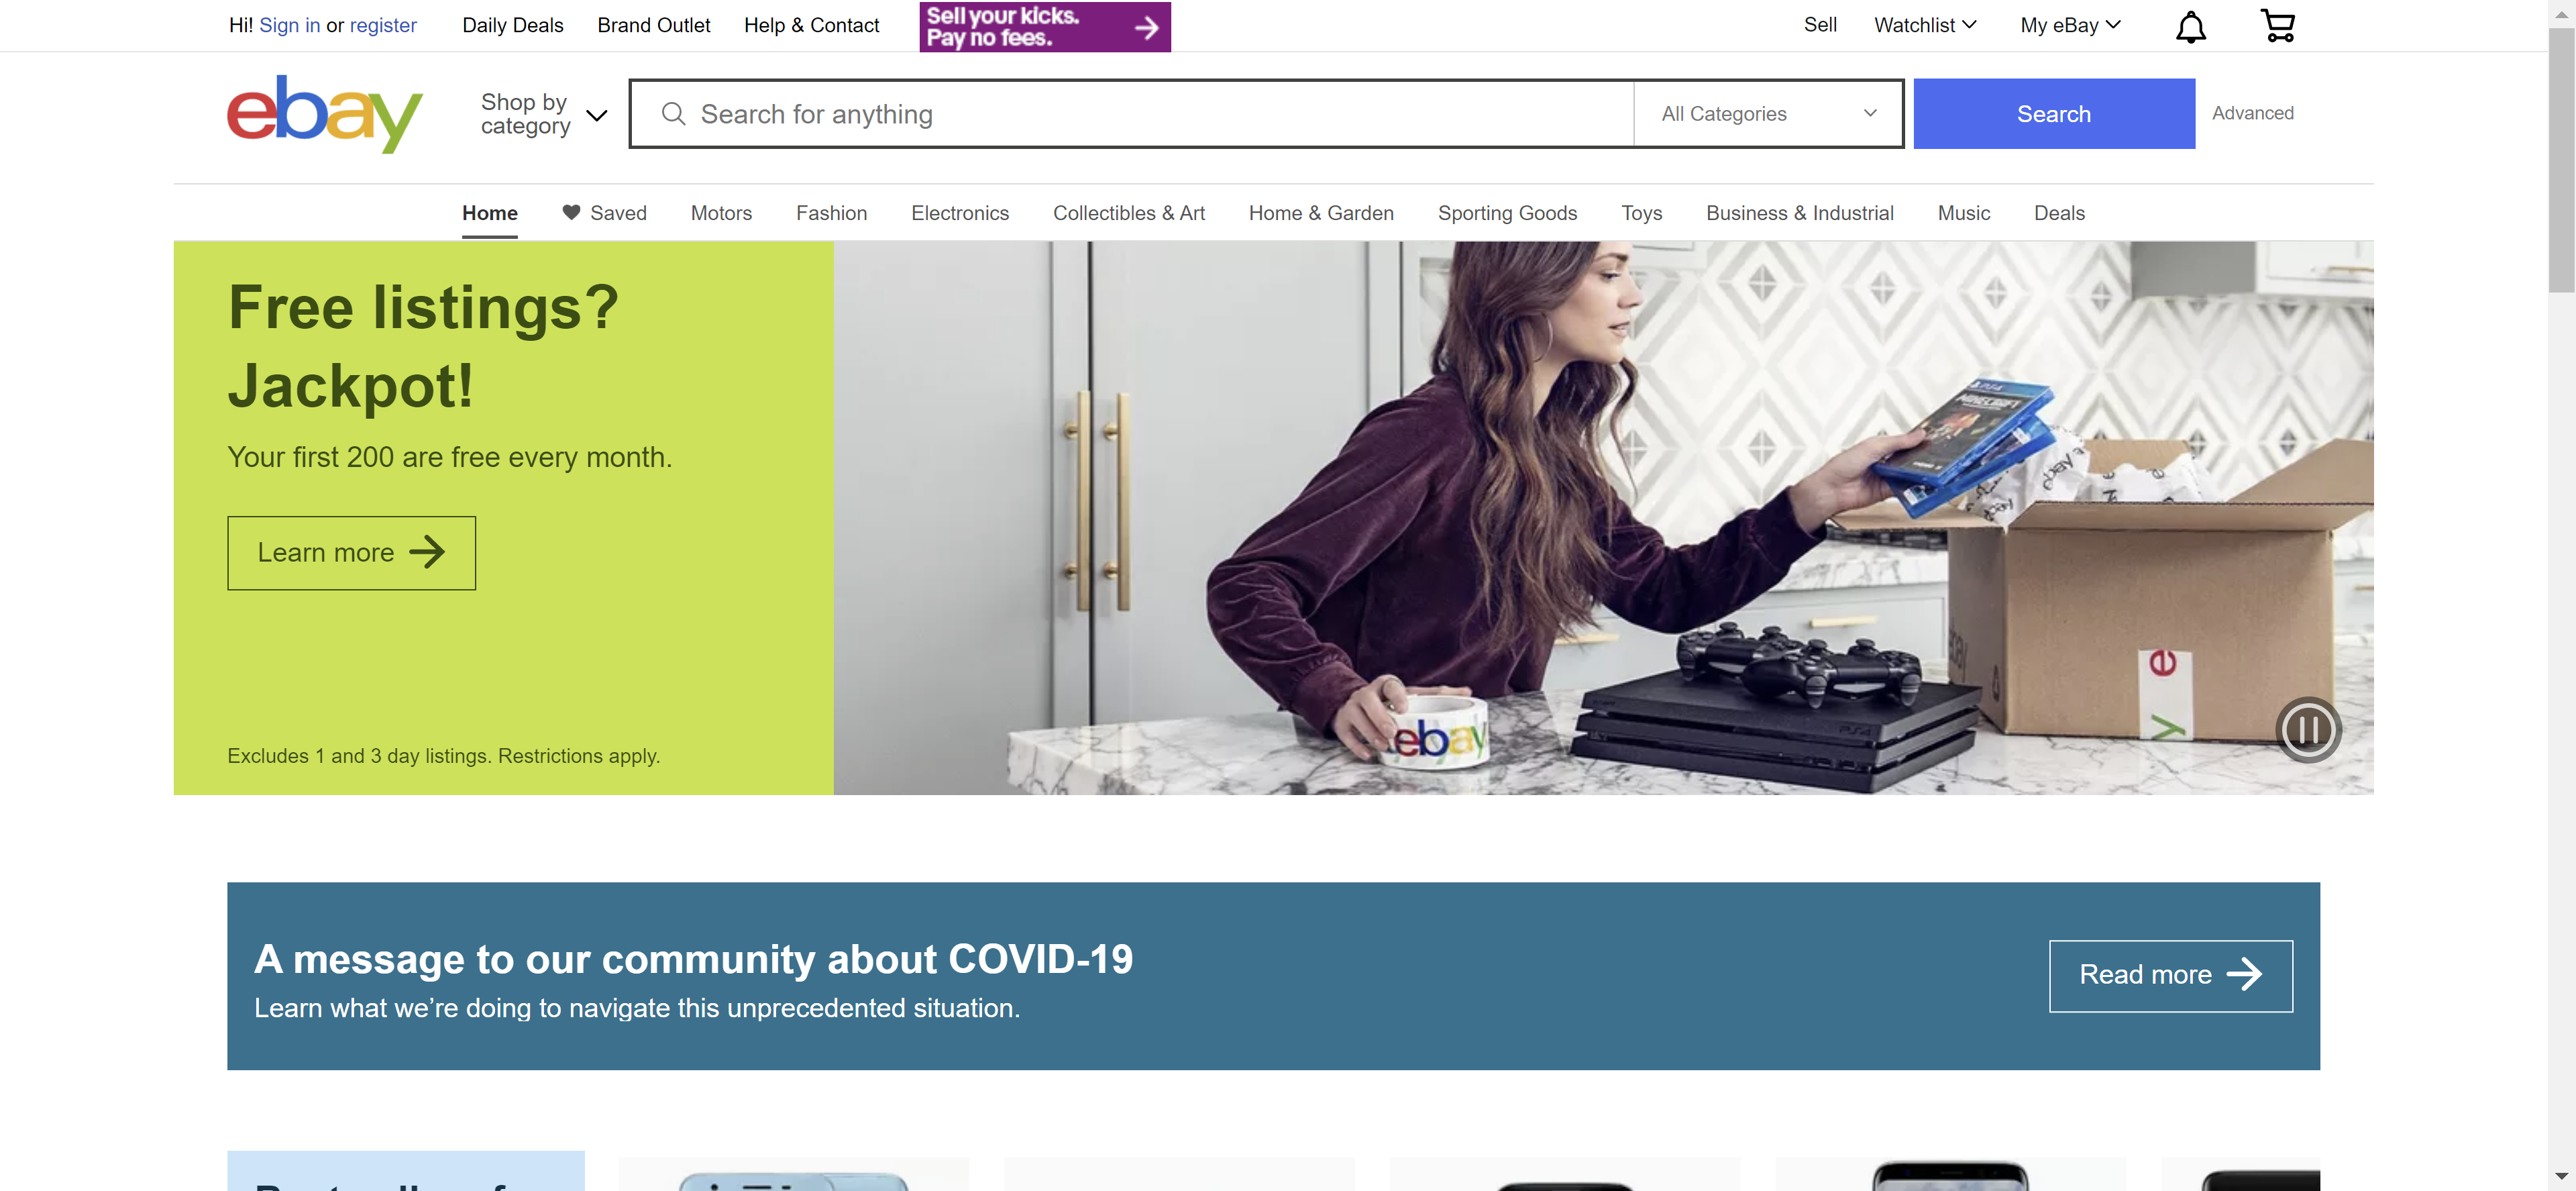 Hi! Sign in or register
Daily Deals
Brand Outlet
Help & Contact
Sell your kicks.
Pay no fees.
Sell
Watchlist
My eBay
ebay
Shop by
category
Search for anything
All Categories
Search
Advanced
Home
Saved
Motors
Fashion
Electronics
Collectibles & Art
Home & Garden
Sporting Goods
Toys
Business & Industrial
Music
Deals
Free listings?
Jackpot!
Your first 200 are free every month.
Learn more
Excludes 1 and 3 day listings. Restrictions apply.
PS4
MINECRAFT
ebay
A message to our community about COVID-19
Learn what we’re doing to navigate this unprecedented situation.
Read more